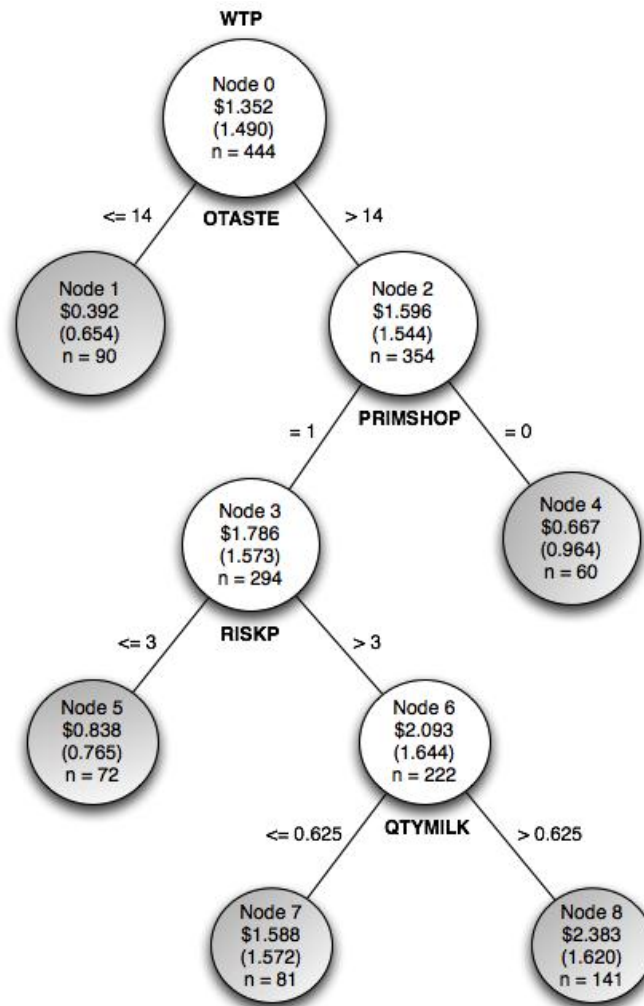 WTP
Node 0
$1.352
(1.490)
n = 444
<= 14
OTASTE
> 14
Node 1
$0.392
(0.654)
n = 90
Node 2
$1.596
(1.544)
n = 354
= 1
PRIMSHOP
= 0
Node 3
$1.786
(1.573)
n = 294
Node 4
$0.667
(0.964)
n = 60
<= 3
RISKP
> 3
Node 5
$0.838
(0.765)
n = 72
Node 6
$2.093
(1.644)
n = 222
<= 0.625
QTYMILK
> 0.625
Node 7
$1.588
(1.572)
n = 81
Node 8
$2.383
(1.620)
n = 141